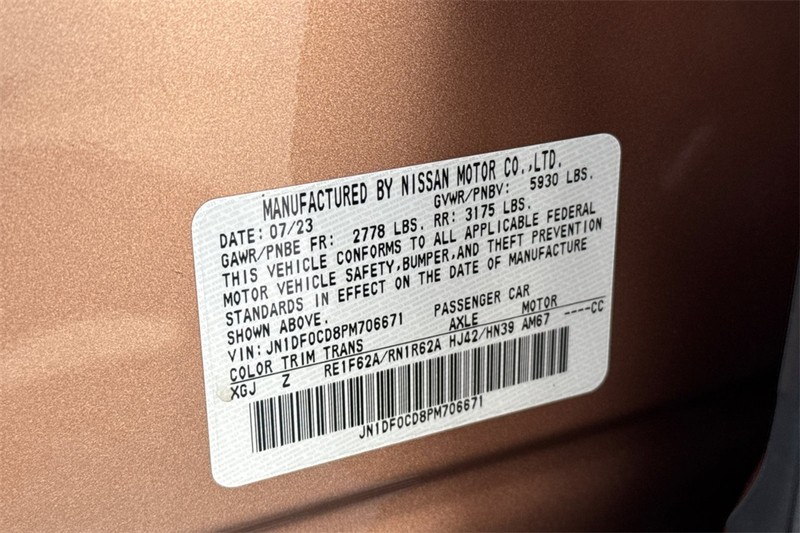 MANUFACTURED BY NISSAN MOTOR CO.,LTD.
DATE: 07/23 GVWR/PNBV: 5930 LBS.
GAWR/PNBE FR: 2778 LBS. RR: 3175 LBS.
THIS VEHICLE CONFORMS TO ALL APPLICABLE FEDERAL
MOTOR VEHICLE SAFETY,BUMPER,AND THEFT PREVENTION
STANDARDS IN EFFECT ON THE DATE OF MANUFACTURE
SHOWN ABOVE.
VIN: JN1DF0CD8PM706671 PASSENGER CAR
COLOR TRIM TRANS AXLE MOTOR ----CC
XGJ Z RE1F62A/RN1R62A HJ42/HN39 AM67
JN1DF0CD8PM706671